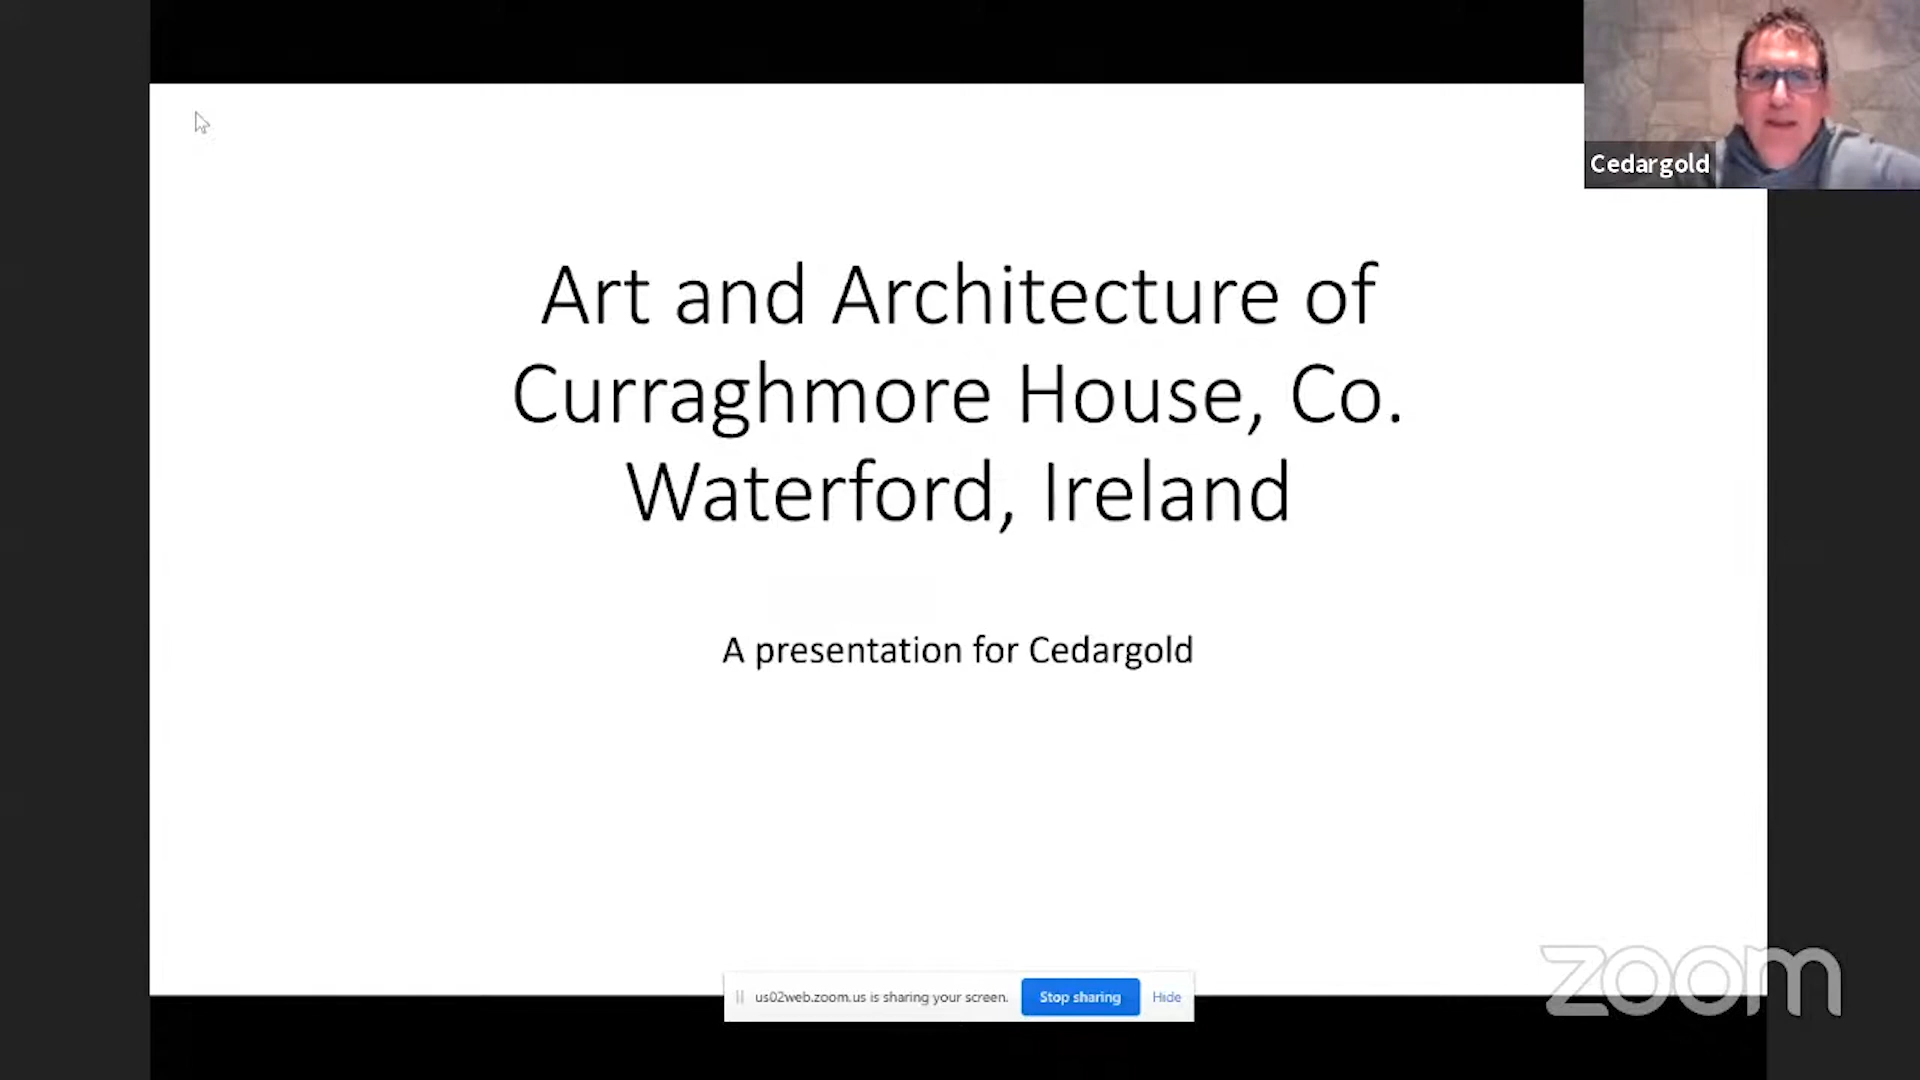 Cedargold
Art and Architecture of
Curraghmore House, Co.
Waterford, Ireland
A presentation for Cedargold
us02web.zoom.us is sharing your screen.
Stop sharing
Hide
zoom